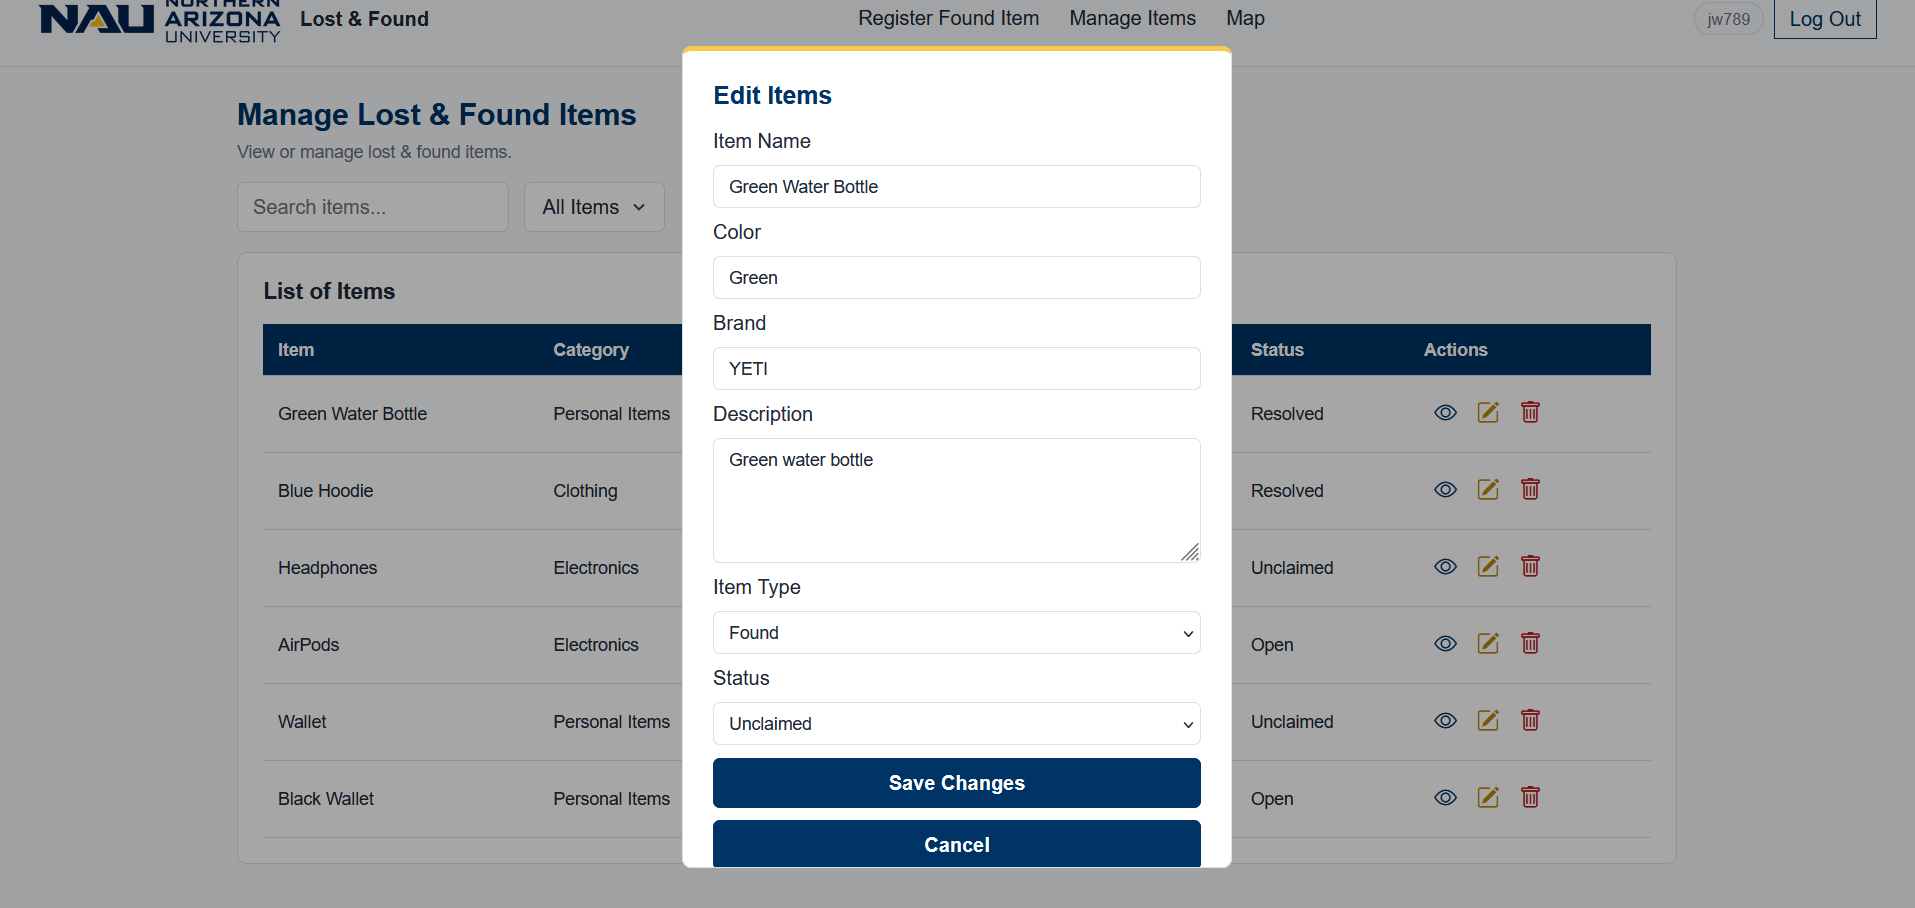 NAU NORTHERN ARIZONA UNIVERSITY Lost & Found Register Found Item Manage Items Map jw789 Log Out
Manage Lost & Found Items
View or manage lost & found items.
Search items... All Items
List of Items
Item Category Status Actions
Green Water Bottle Personal Items Resolved
Blue Hoodie Clothing Resolved
Headphones Electronics Unclaimed
AirPods Electronics Open
Wallet Personal Items Unclaimed
Black Wallet Personal Items Open
Edit Items
Item Name
Green Water Bottle
Color
Green
Brand
YETI
Description
Green water bottle
Item Type
Found
Status
Unclaimed
Save Changes
Cancel